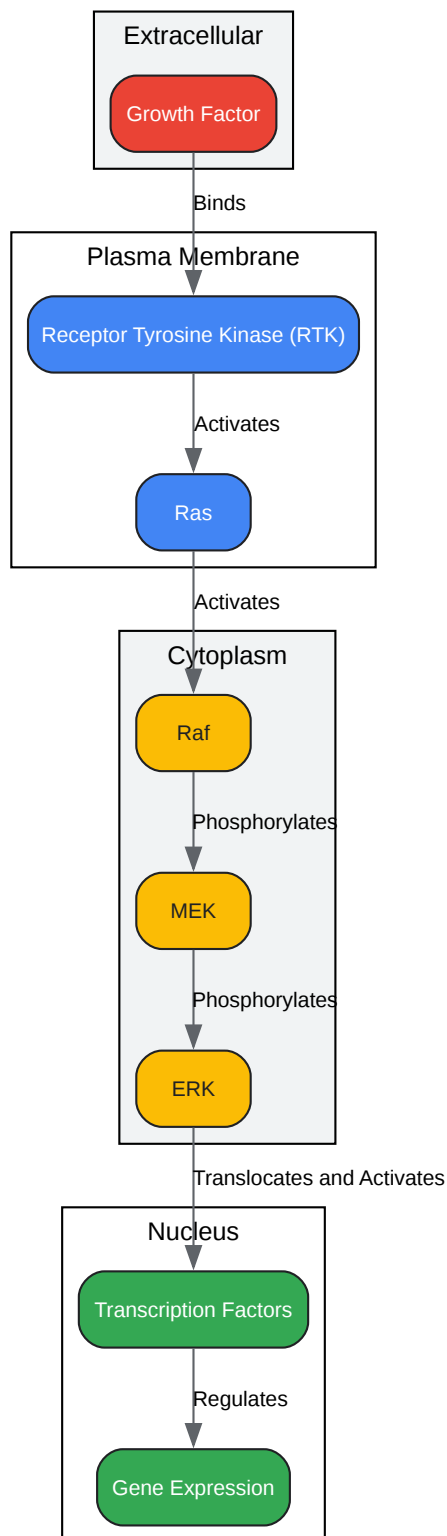 Extracellular
Growth Factor
Binds
Plasma Membrane
Receptor Tyrosine Kinase (RTK)
Activates
Ras
Activates
Cytoplasm
Raf
Phosphorylates
MEK
Phosphorylates
ERK
Translocates and Activates
Nucleus
Transcription Factors
Regulates
Gene Expression